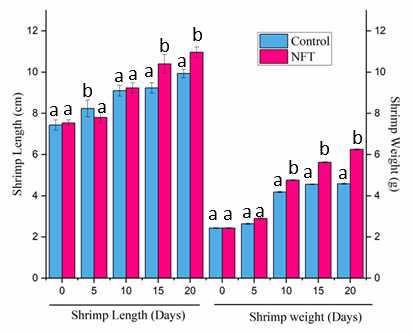 Control
NFT
12
10
8
6
4
2
0
Shrimp Length (cm)
a a b a a a a b a b
a a a a a b a b a b
12
10
8
6
4
2
0
Shrimp Weight (g)
0 5 10 15 20 0 5 10 15 20
Shrimp Length (Days) Shrimp weight (Days)